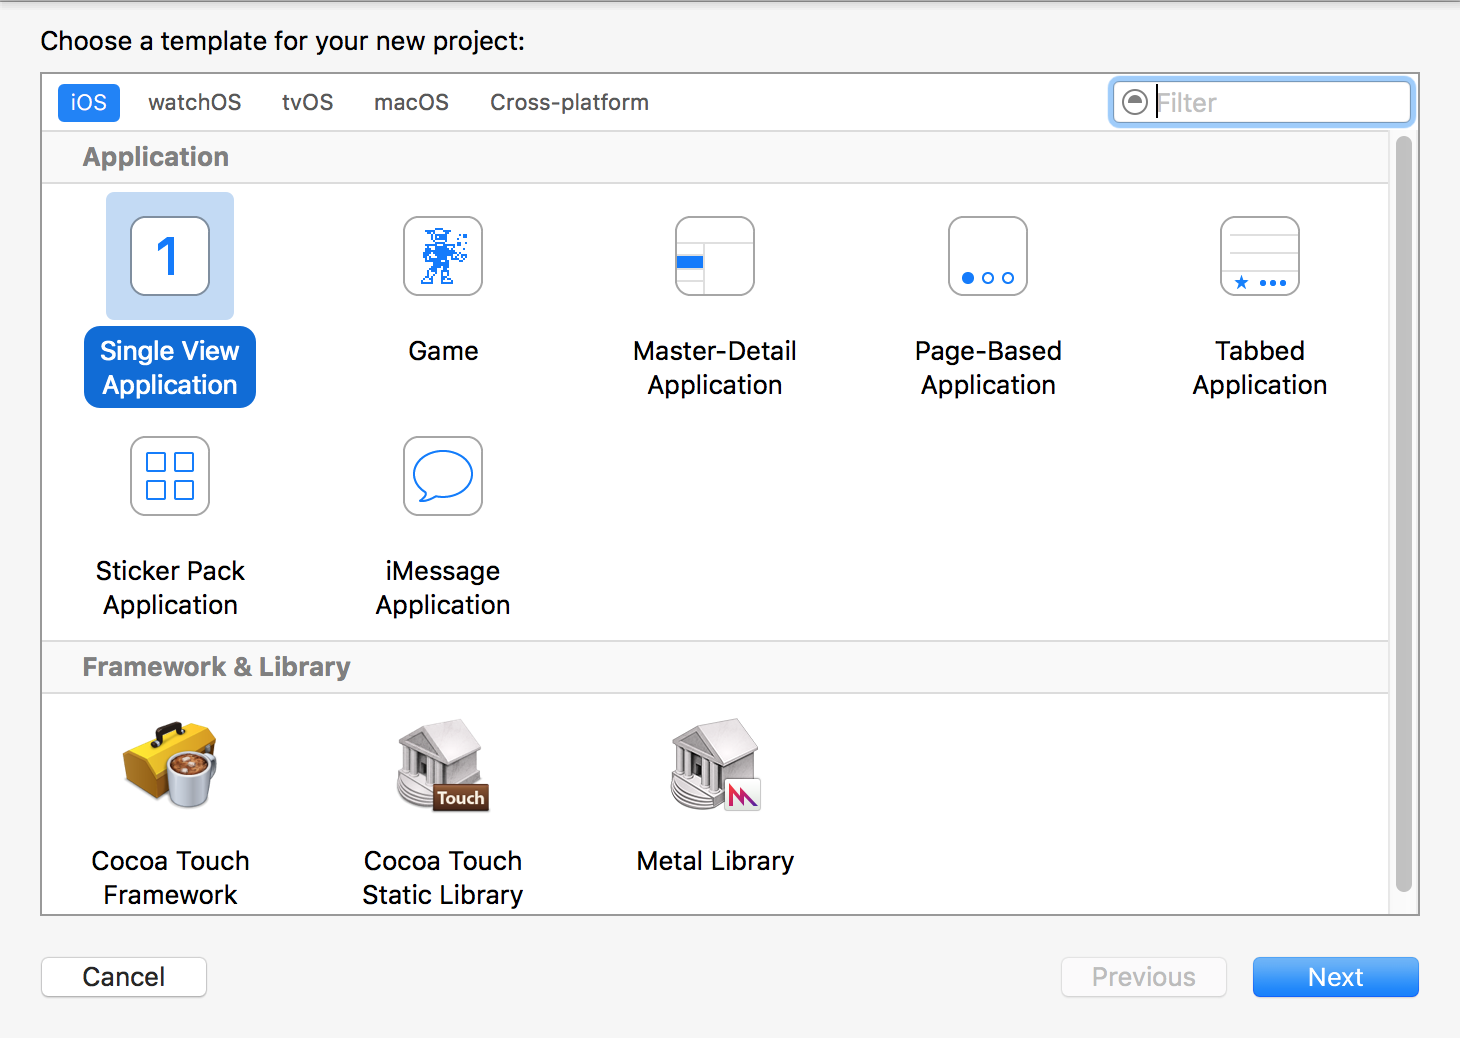 Choose a template for your new project:
iOS watchOS tvOS macOS Cross-platform Filter
Application
1
Single View Application
Game
Master-Detail Application
Page-Based Application
Tabbed Application
Sticker Pack Application
iMessage Application
Framework & Library
Touch
Cocoa Touch Framework
Cocoa Touch Static Library
Metal Library
Cancel Previous Next